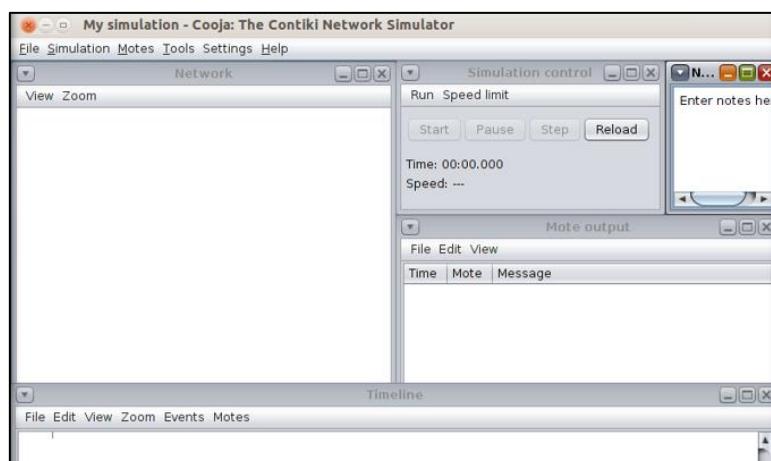 My simulation - Cooja: The Contiki Network Simulator
File Simulation Motes Tools Settings Help
Network
View Zoom
Simulation control
Run Speed limit
Start Pause Step Reload
Time: 00:00.000
Speed: ---
N...
Enter notes he
Mote output
File Edit View
Time Mote Message
Timeline
File Edit View Zoom Events Motes